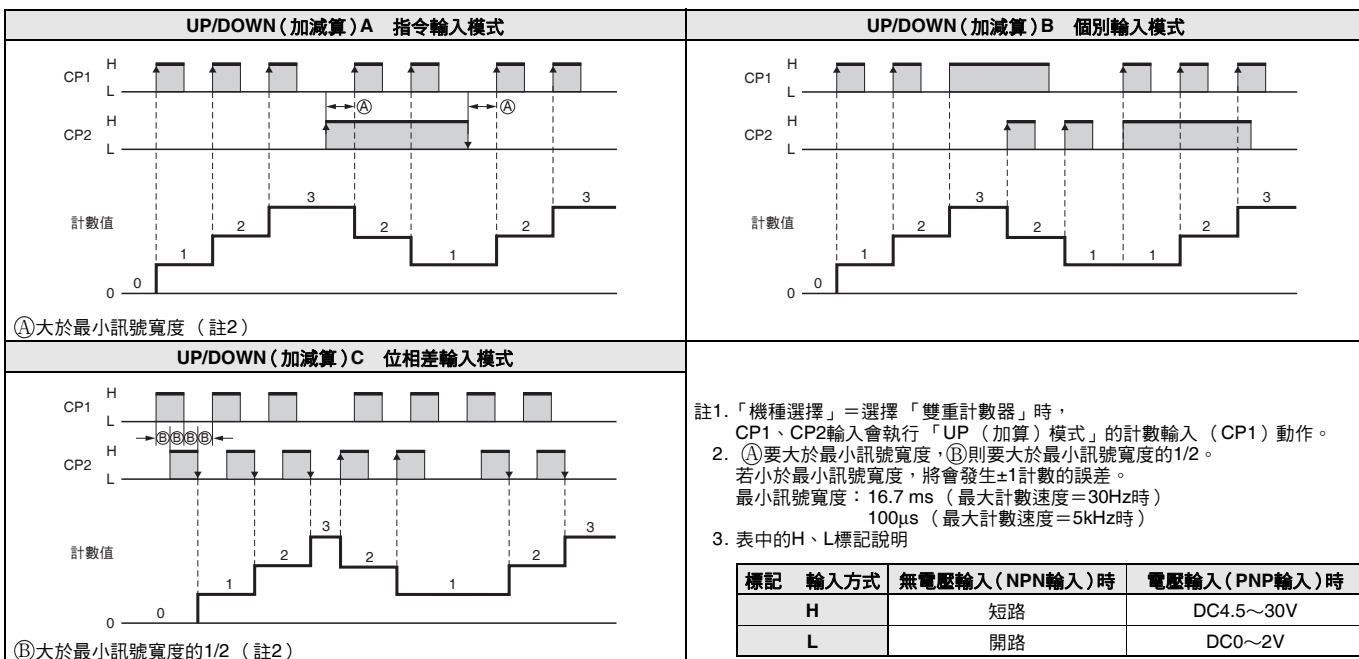 UP/DOWN（加減算）A 指令輸入模式
CP1
H
L
Ⓐ
Ⓐ
CP2
H
L
計數值
0
0
1
2
3
2
1
2
3
Ⓐ大於最小訊號寬度（註2）
UP/DOWN（加減算）B 個別輸入模式
CP1
H
L
CP2
H
L
計數值
0
0
1
2
3
2
1
1
2
3
UP/DOWN（加減算）C 位相差輸入模式
CP1
H
L
ⒷⒷⒷⒷ
CP2
H
L
計數值
0
0
1
2
3
2
1
2
3
Ⓑ大於最小訊號寬度的1/2（註2）
註1.「機種選擇」＝選擇「雙重計數器」時，
CP1、CP2輸入會執行「UP（加算）模式」的計數輸入（CP1）動作。
2. Ⓐ要大於最小訊號寬度，Ⓑ則要大於最小訊號寬度的1/2。
若小於最小訊號寬度，將會發生±1計數的誤差。
最小訊號寬度：16.7 ms（最大計數速度＝30Hz時）
100μs（最大計數速度＝5kHz時）
3. 表中的H、L標記說明
標記 輸入方式 無電壓輸入（NPN輸入）時 電壓輸入（PNP輸入）時
H 短路 DC4.5～30V
L 開路 DC0～2V